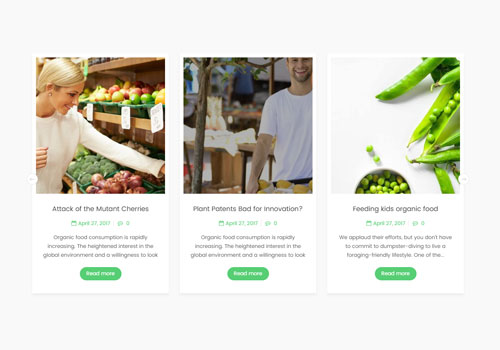 Attack of the Mutant Cherries
April 27, 2017 0
Organic food consumption is rapidly
increasing. The heightened interest in the
global environment and a willingness to look
Read more
Plant Patents Bad for Innovation?
April 27, 2017 0
Organic food consumption is rapidly
increasing. The heightened interest in the
global environment and a willingness to look
Read more
Feeding kids organic food
April 27, 2017 0
We applaud their efforts, but you don't have
to commit to dumpster-diving to live a
foraging-friendly lifestyle. One of the...
Read more